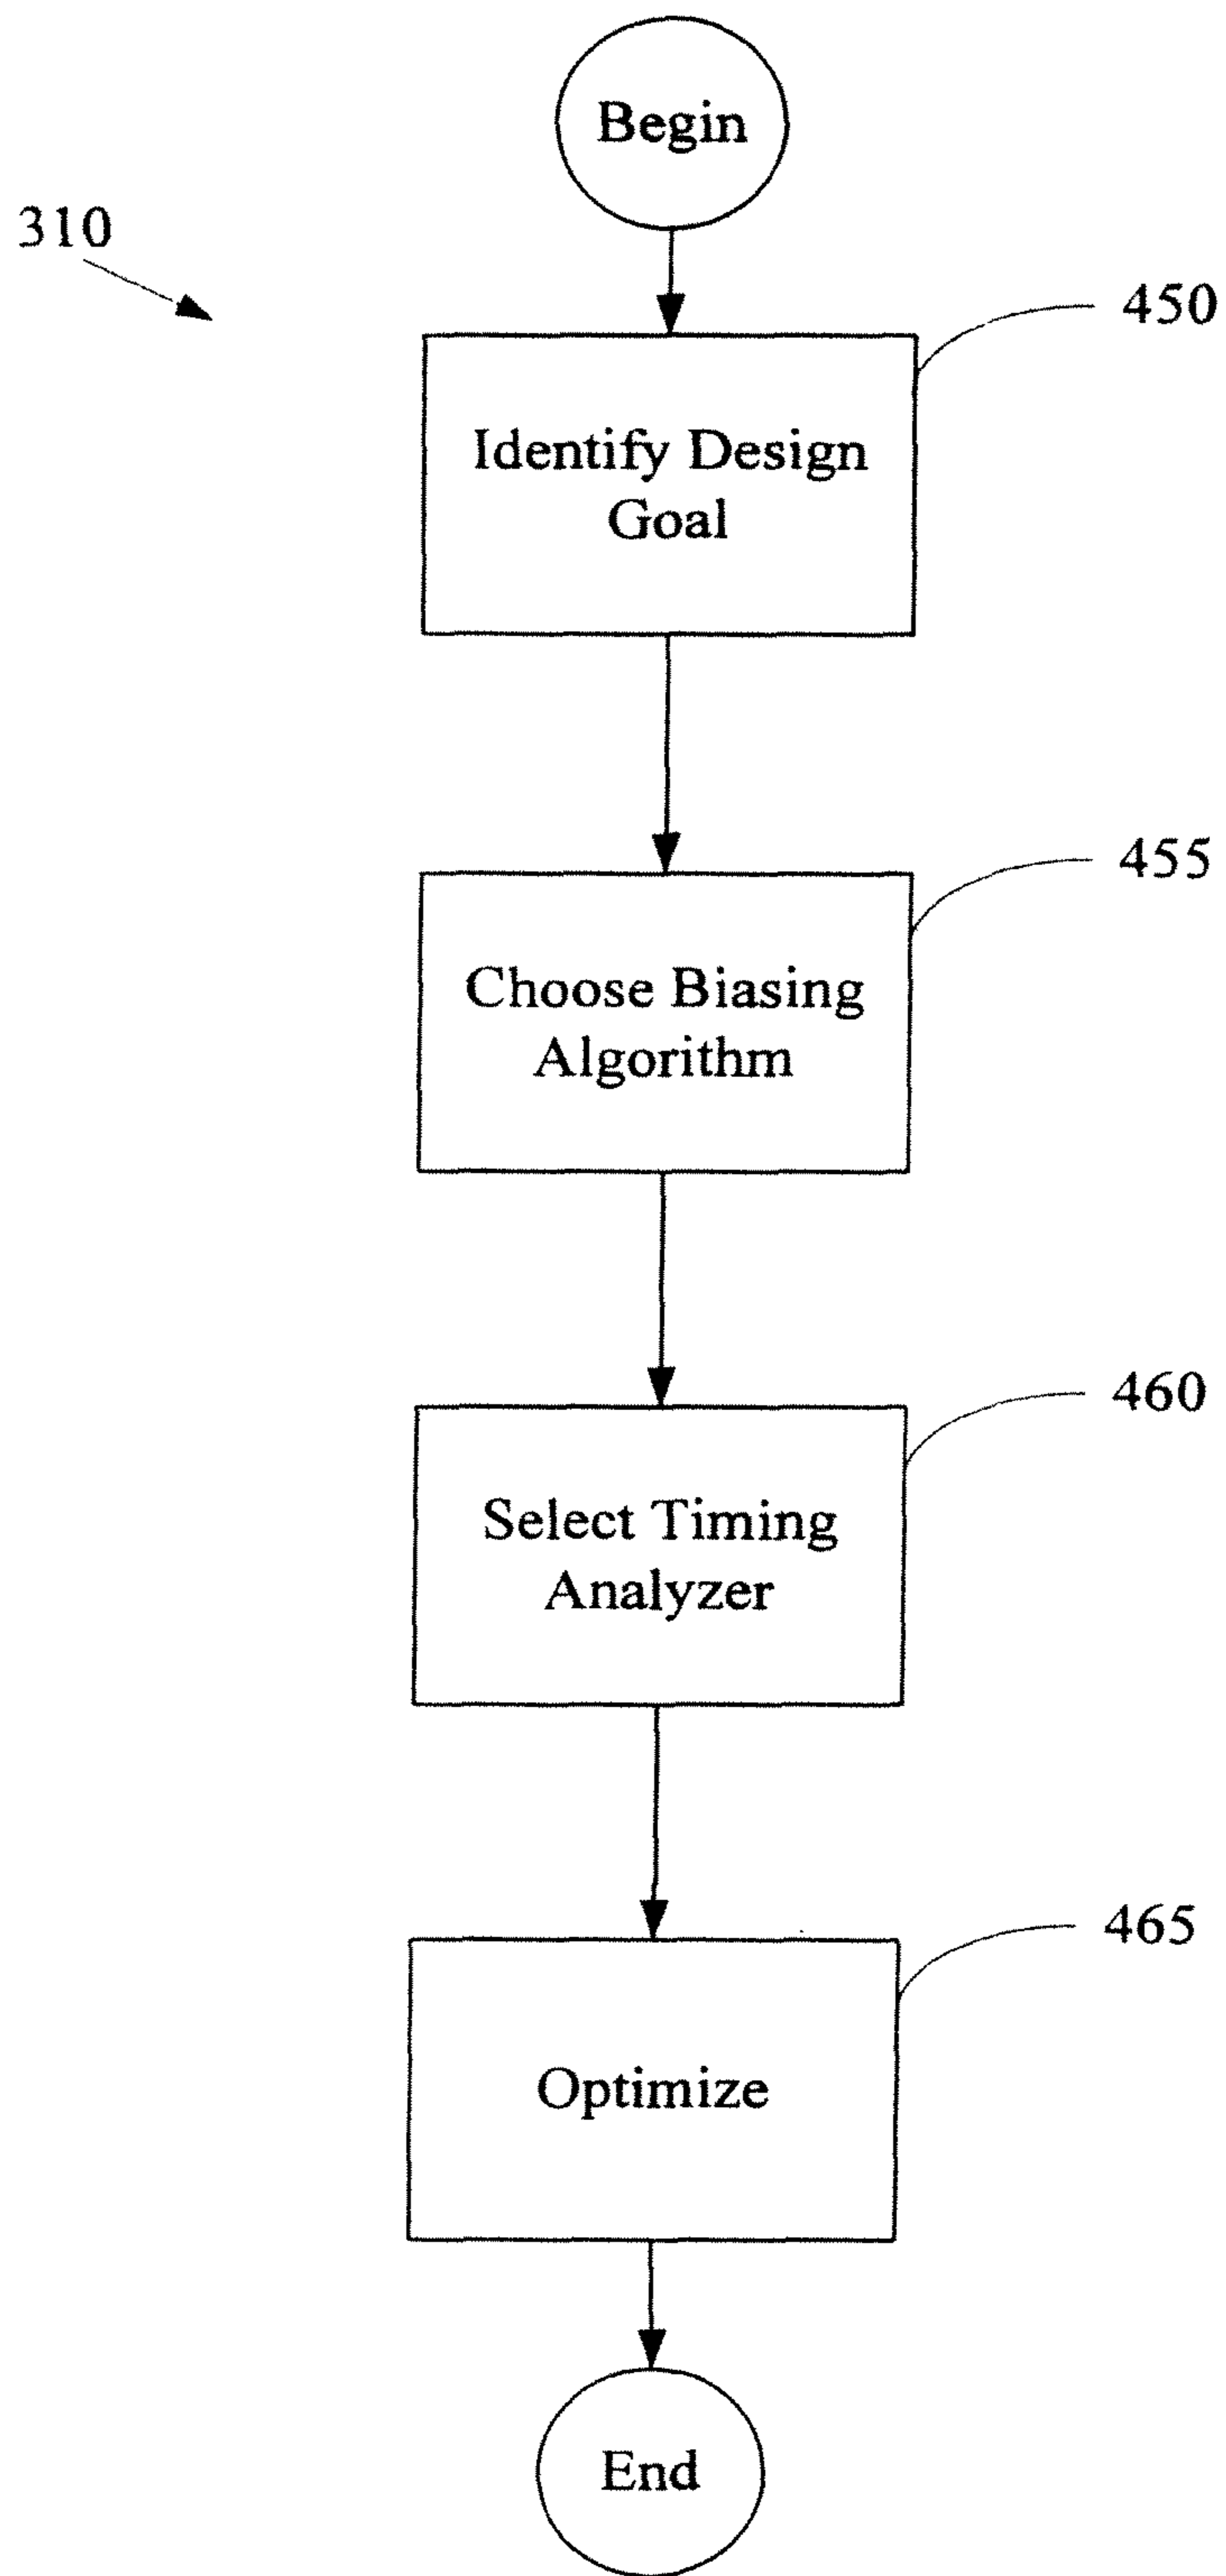 Begin
310
450
Identify Design
Goal
455
Choose Biasing
Algorithm
460
Select Timing
Analyzer
465
Optimize
End